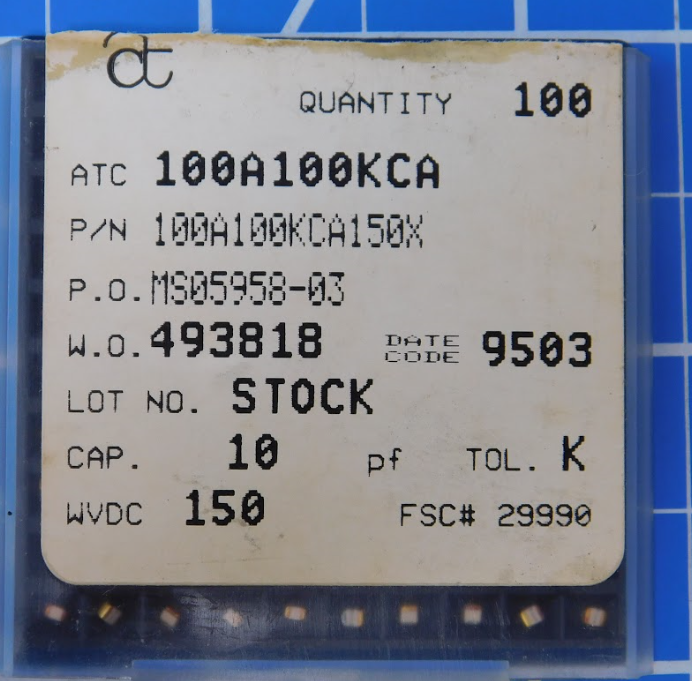 at
QUANTITY 100
ATC 100A100KCA
P/N 100A100KCA150X
P.O. MS05958-03
W.O. 493818 DATE CODE 9503
LOT NO. STOCK
CAP. 10 pf TOL. K
WVDC 150 FSC# 29990